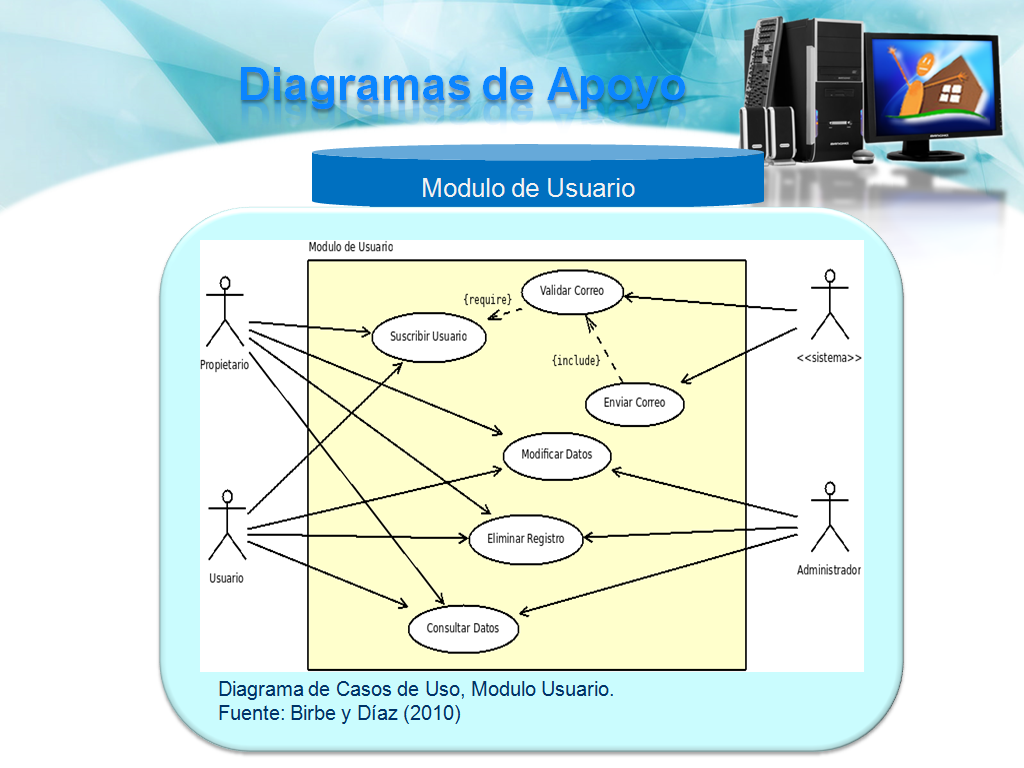 Diagramas de Apoyo
Modulo de Usuario
Modulo de Usuario
Validar Correo
{require}
Suscribir Usuario
Propietario
<<sistema>>
{include}
Enviar Correo
Modificar Datos
Eliminar Registro
Usuario
Administrador
Consultar Datos
Diagrama de Casos de Uso, Modulo Usuario.
Fuente: Birbe y Díaz (2010)